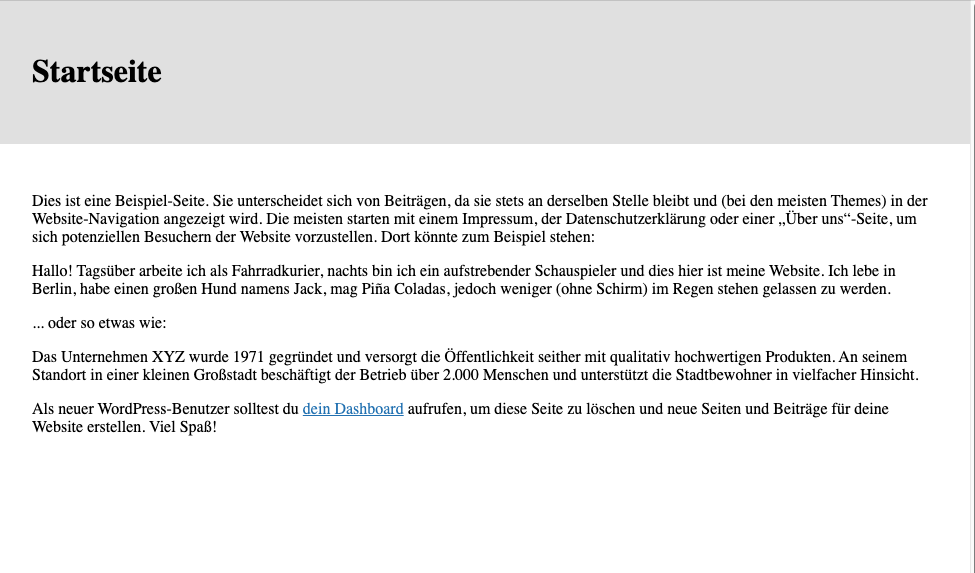 Startseite
Dies ist eine Beispiel-Seite. Sie unterscheidet sich von Beiträgen, da sie stets an derselben Stelle bleibt und (bei den meisten Themes) in der
Website-Navigation angezeigt wird. Die meisten starten mit einem Impressum, der Datenschutzerklärung oder einer „Über uns“-Seite, um
sich potenziellen Besuchern der Website vorzustellen. Dort könnte zum Beispiel stehen:
Hallo! Tagsüber arbeite ich als Fahrradkurier, nachts bin ich ein aufstrebender Schauspieler und dies hier ist meine Website. Ich lebe in
Berlin, habe einen großen Hund namens Jack, mag Piña Coladas, jedoch weniger (ohne Schirm) im Regen stehen gelassen zu werden.
... oder so etwas wie:
Das Unternehmen XYZ wurde 1971 gegründet und versorgt die Öffentlichkeit seither mit qualitativ hochwertigen Produkten. An seinem
Standort in einer kleinen Großstadt beschäftigt der Betrieb über 2.000 Menschen und unterstützt die Stadtbewohner in vielfacher Hinsicht.
Als neuer WordPress-Benutzer solltest du dein Dashboard aufrufen, um diese Seite zu löschen und neue Seiten und Beiträge für deine
Website erstellen. Viel Spaß!